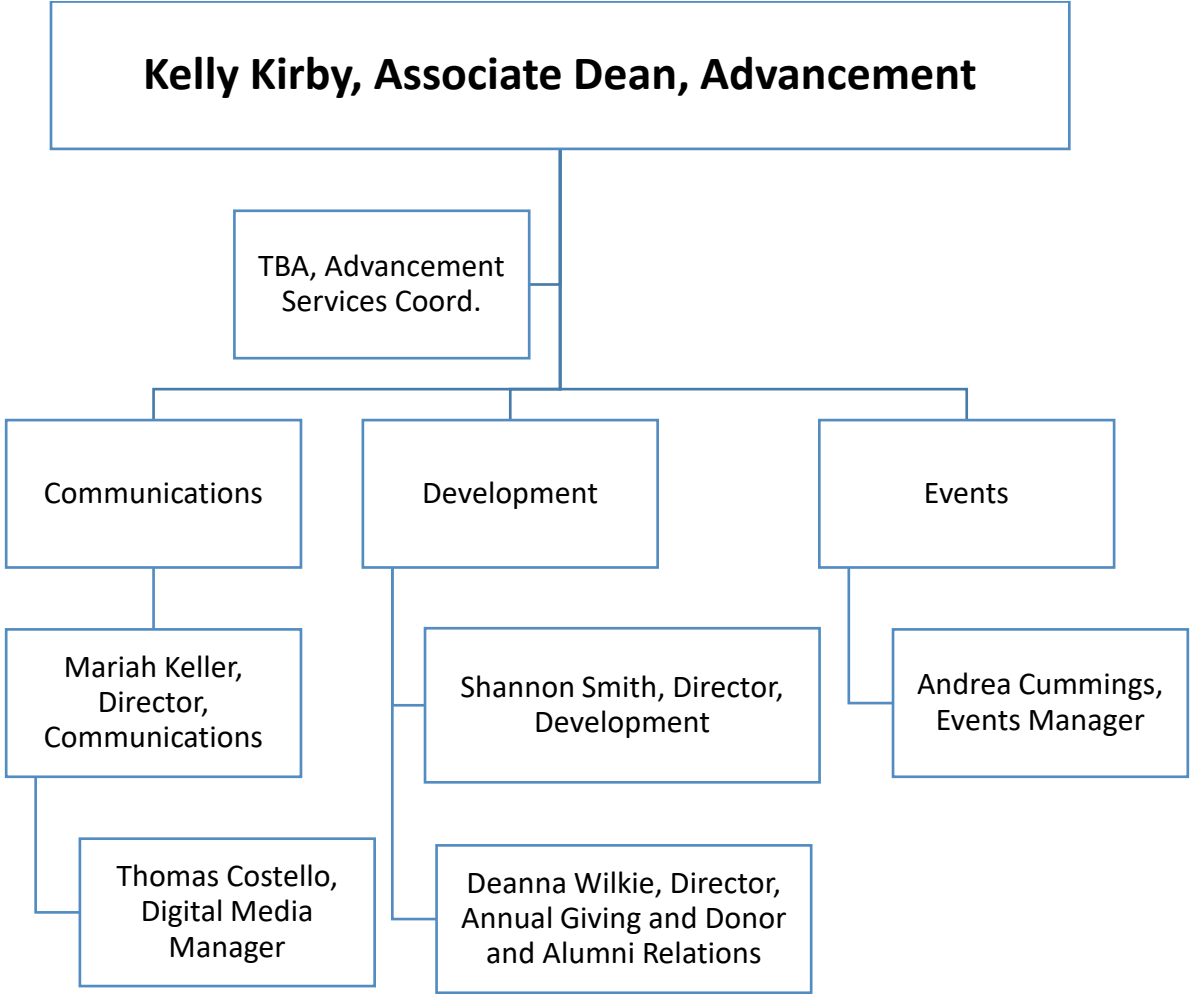 Kelly Kirby, Associate Dean, Advancement
TBA, Advancement
Services Coord.
Communications
Development
Events
Mariah Keller,
Director,
Communications
Shannon Smith, Director,
Development
Andrea Cummings,
Events Manager
Thomas Costello,
Digital Media
Manager
Deanna Wilkie, Director,
Annual Giving and Donor
and Alumni Relations